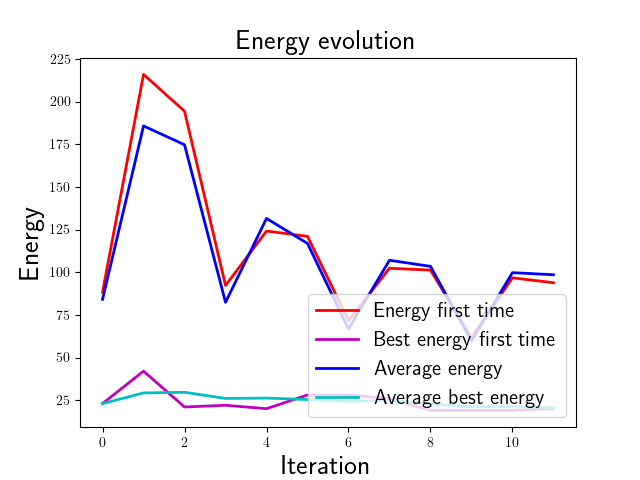 Energy evolution
225
200
175
150
125
100
75
50
25
Energy
Energy first time
Best energy first time
Average energy
Average best energy
0 2 4 6 8 10
Iteration